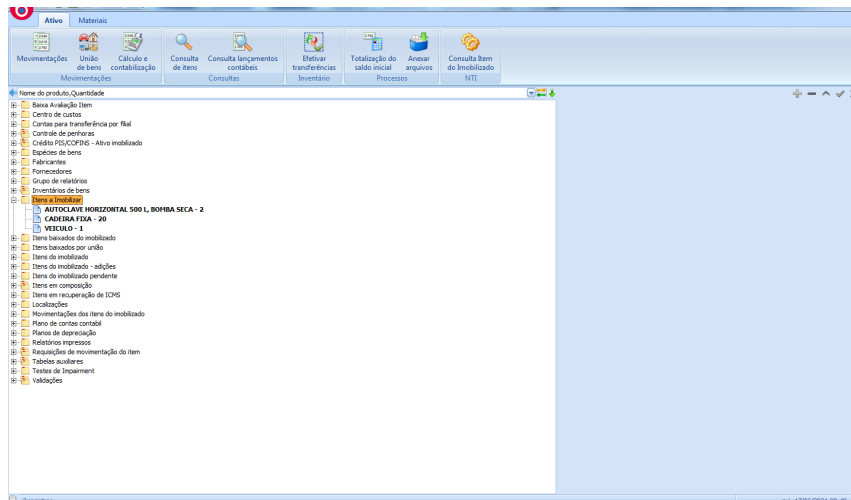 Ativo Materiais
Movimentações União de bens Cálculo e contabilização Consulta de itens Consulta lançamentos contábeis Efetivar transferências Totalização do saldo inicial Anexar arquivos Consulta Item do Imobilizado
Movimentações Consultas Inventário Processos NTI
Nome do produto,Quantidade
Baixa Avaliação Item
Centro de custos
Contas para transferência por filial
Controle de penhoras
Crédito PIS/COFINS - Ativo imobilizado
Espécies de bens
Fabricantes
Fornecedores
Grupo de relatórios
Inventários de bens
Itens a Imobilizar
AUTOCLAVE HORIZONTAL 500 L, BOMBA SECA - 2
CADEIRA FIXA - 20
VEICULO - 1
Itens baixados do imobilizado
Itens baixados por união
Itens do imobilizado
Itens do imobilizado - adições
Itens do imobilizado pendente
Itens em composição
Itens em recuperação de ICMS
Localizações
Movimentações dos itens do imobilizado
Plano de contas contabil
Planos de depreciação
Relatórios impressos
Requisições de movimentação do item
Tabelas auxiliares
Testes de Impairment
Validações